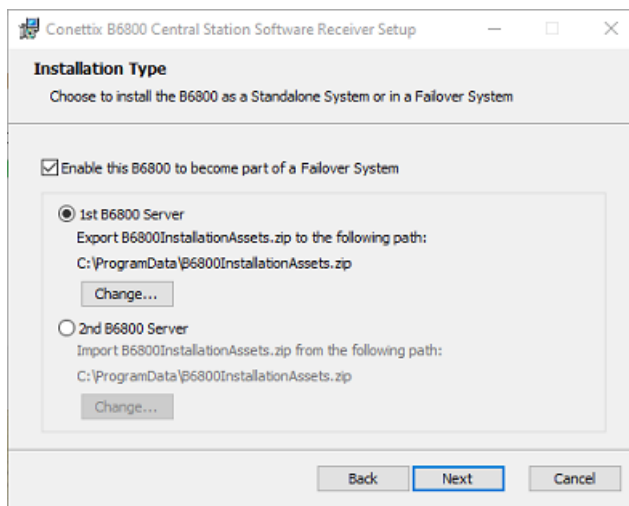 Conettix B6800 Central Station Software Receiver Setup
Installation Type
Choose to install the B6800 as a Standalone System or in a Failover System
Enable this B6800 to become part of a Failover System
1st B6800 Server
Export B6800InstallationAssets.zip to the following path:
C:\ProgramData\B6800InstallationAssets.zip
Change...
2nd B6800 Server
Import B6800InstallationAssets.zip from the following path:
C:\ProgramData\B6800InstallationAssets.zip
Change...
Back Next Cancel